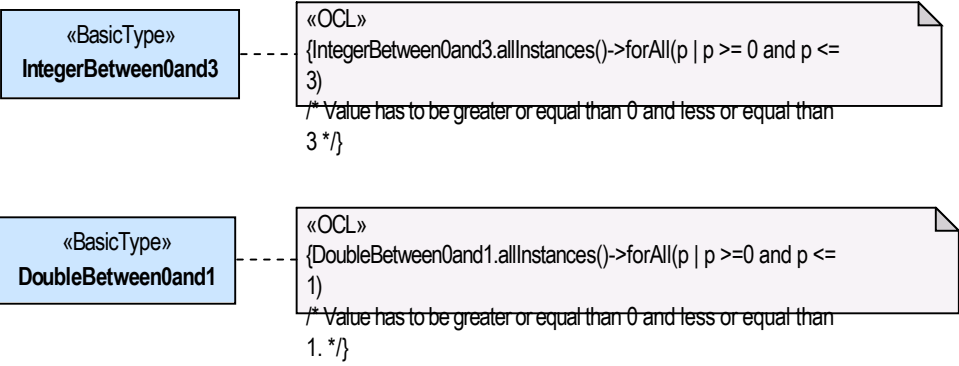 «BasicType»
IntegerBetween0and3
«OCL»
{IntegerBetween0and3.allInstances()->forAll(p | p >= 0 and p <=
3)
/* Value has to be greater or equal than 0 and less or equal than
3 */}
«BasicType»
DoubleBetween0and1
«OCL»
{DoubleBetween0and1.allInstances()->forAll(p | p >=0 and p <=
1)
/* Value has to be greater or equal than 0 and less or equal than
1. */}